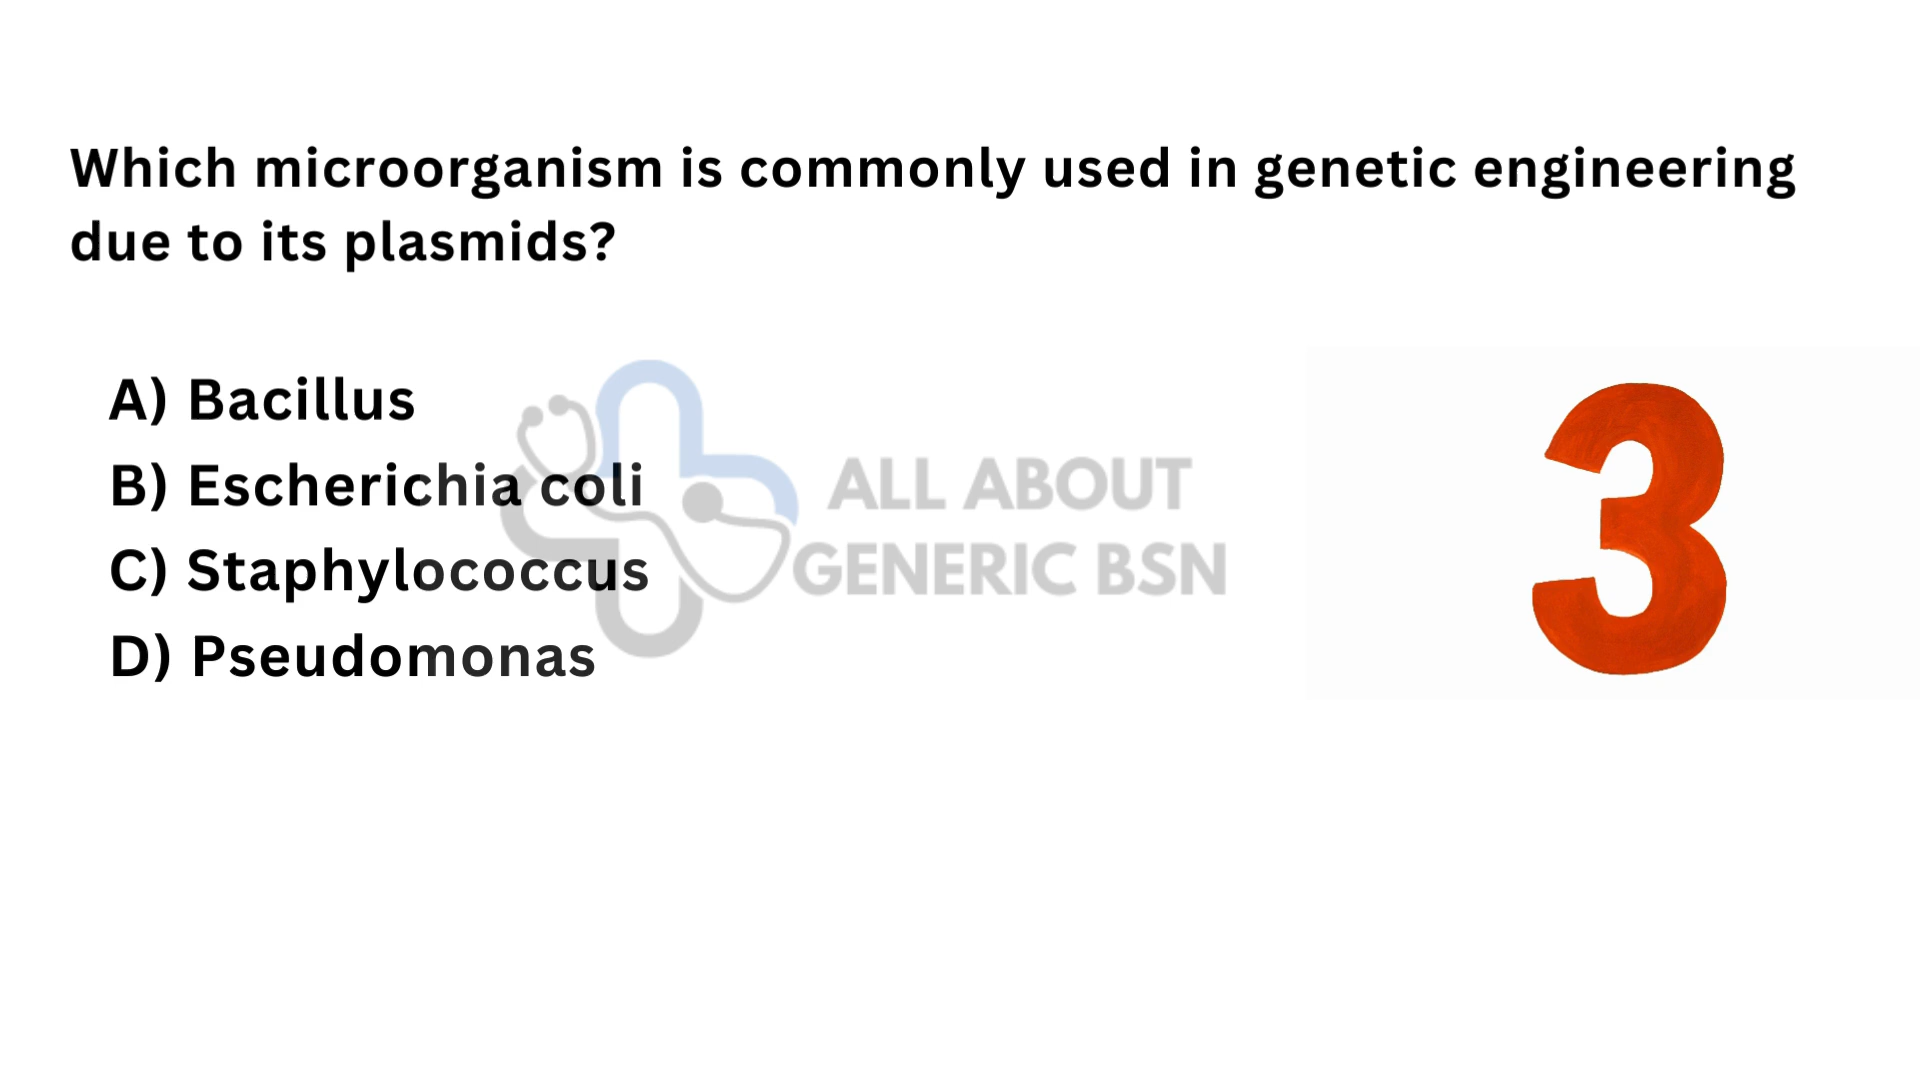 Which microorganism is commonly used in genetic engineering
due to its plasmids?
A) Bacillus
B) Escherichia coli
C) Staphylococcus
D) Pseudomonas
ALL ABOUT
GENERIC BSN
3